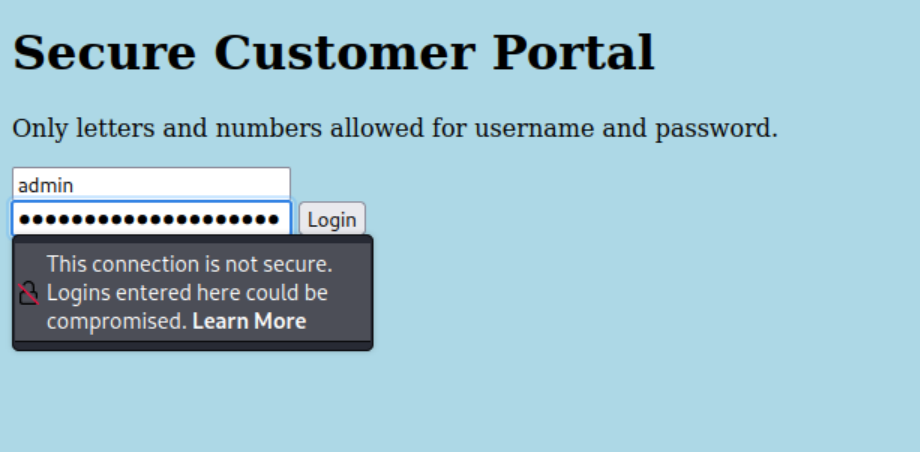 Secure Customer Portal
Only letters and numbers allowed for username and password.
admin
●●●●●●●●●●●●●●●●●●●●
Login
This connection is not secure.
Logins entered here could be
compromised. Learn More